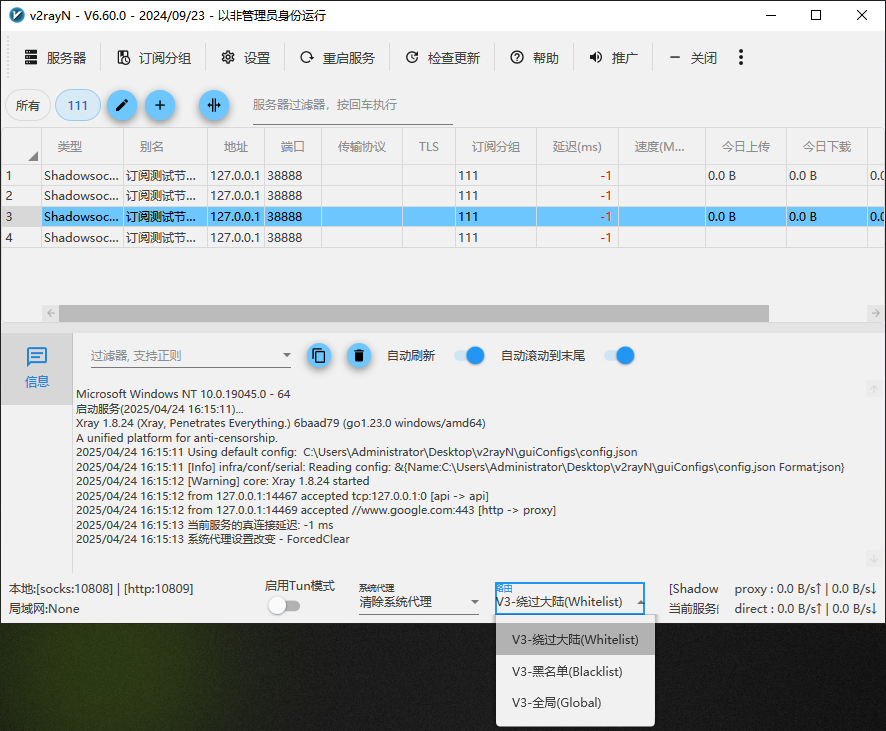 v2rayN - V6.60.0 - 2024/09/23 - 以非管理员身份运行
服务器 订阅分组 设置 重启服务 检查更新 帮助 推广 关闭
所有 111 服务器过滤器，按回车执行
类型 别名 地址 端口 传输协议 TLS 订阅分组 延迟(ms) 速度(M... 今日上传 今日下载
1 Shadowsoc... 订阅测试节... 127.0.0.1 38888 111 -1 0.0 B 0.0 B 0.0
2 Shadowsoc... 订阅测试节... 127.0.0.1 38888 111 -1
3 Shadowsoc... 订阅测试节... 127.0.0.1 38888 111 -1 0.0 B 0.0 B 0.0
4 Shadowsoc... 订阅测试节... 127.0.0.1 38888 111 -1
信息
过滤器, 支持正则 自动刷新 自动滚动到末尾
Microsoft Windows NT 10.0.19045.0 - 64
启动服务(2025/04/24 16:15:11)...
Xray 1.8.24 (Xray, Penetrates Everything.) 6baad79 (go1.23.0 windows/amd64)
A unified platform for anti-censorship.
2025/04/24 16:15:11 Using default config:  C:\Users\Administrator\Desktop\v2rayN\guiConfigs\config.json
2025/04/24 16:15:11 [Info] infra/conf/serial: Reading config: &{Name:C:\Users\Administrator\Desktop\v2rayN\guiConfigs\config.json Format:json}
2025/04/24 16:15:12 [Warning] core: Xray 1.8.24 started
2025/04/24 16:15:12 from 127.0.0.1:14467 accepted tcp:127.0.0.1:0 [api -> api]
2025/04/24 16:15:12 from 127.0.0.1:14469 accepted //www.google.com:443 [http -> proxy]
2025/04/24 16:15:13 当前服务的真连接延迟: -1 ms
2025/04/24 16:15:13 系统代理设置改变 - ForcedClear
本地:[socks:10808] | [http:10809]
局域网:None
启用Tun模式
系统代理
清除系统代理
路由
V3-绕过大陆(Whitelist)
[Shadow
当前服务
proxy : 0.0 B/s↑ | 0.0 B/s↓
direct : 0.0 B/s↑ | 0.0 B/s↓
V3-绕过大陆(Whitelist)
V3-黑名单(Blacklist)
V3-全局(Global)